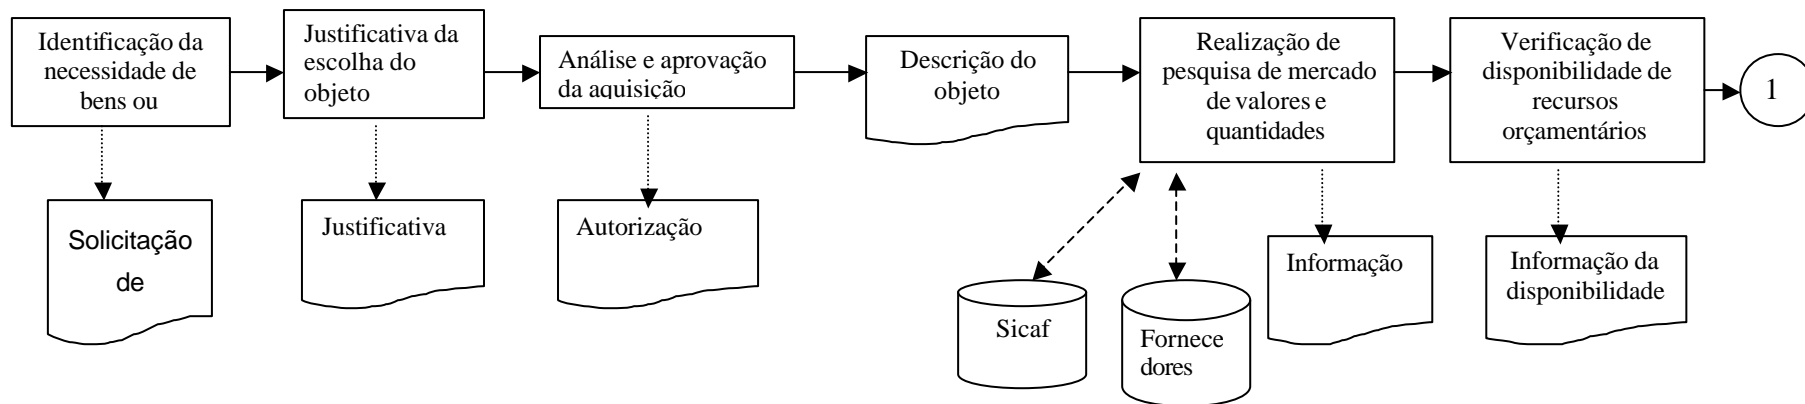 Identificação da
necessidade de
bens ou
Justificativa da
escolha do
objeto
Análise e aprovação
da aquisição
Descrição do
objeto
Realização de
pesquisa de mercado
de valores e
quantidades
Verificação de
disponibilidade de
recursos
orçamentários
1
Solicitação
de
Justificativa
Autorização
Sicaf
Fornece
dores
Informação
Informação da
disponibilidade